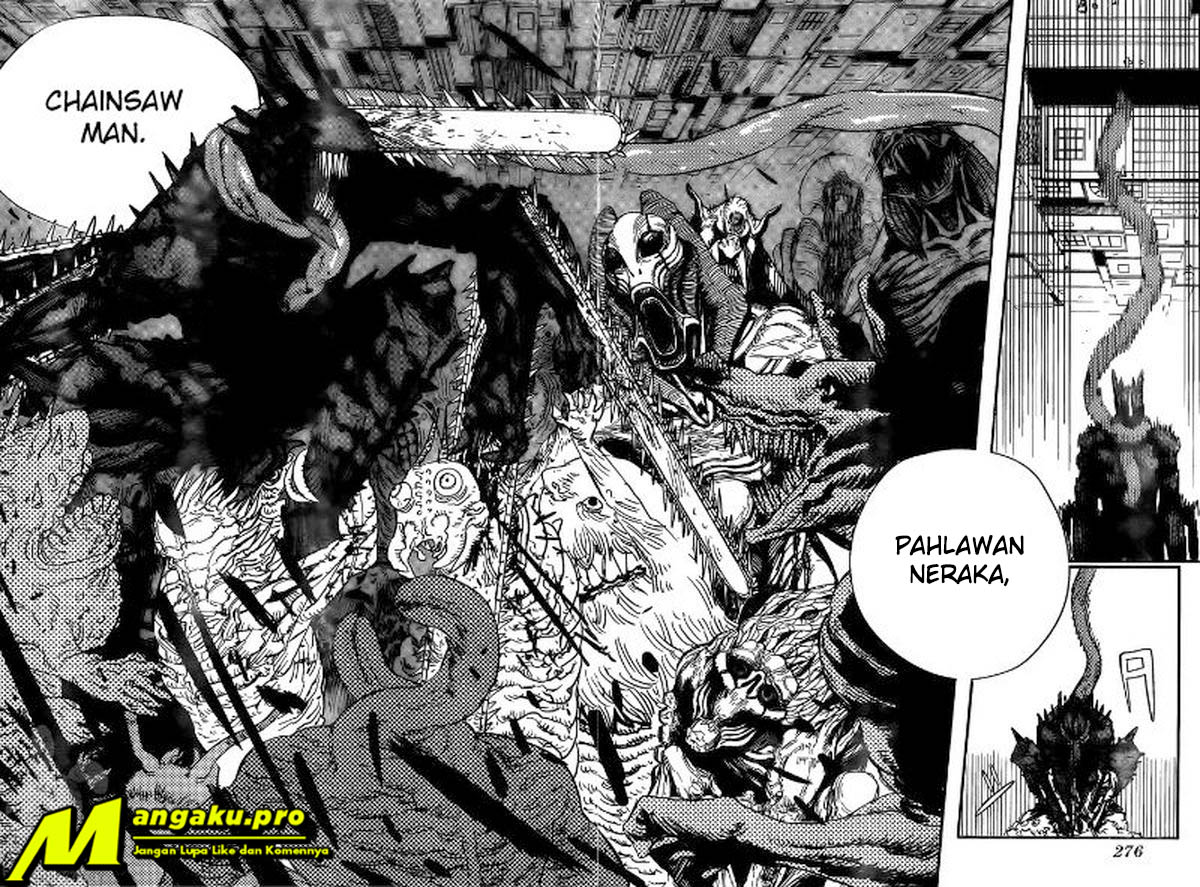 PAHLAWAN
NERAKA,
CHAINSAW
MAN.
276
Mangaku.pro
Jangan Lupa Like dan Komennya